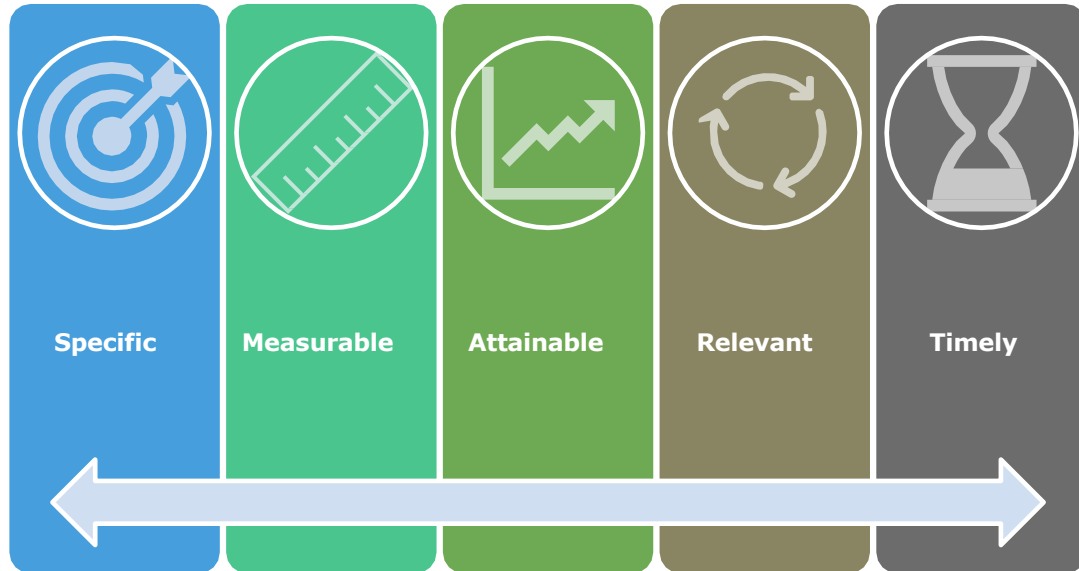 Specific
Measurable
Attainable
Relevant
Timely